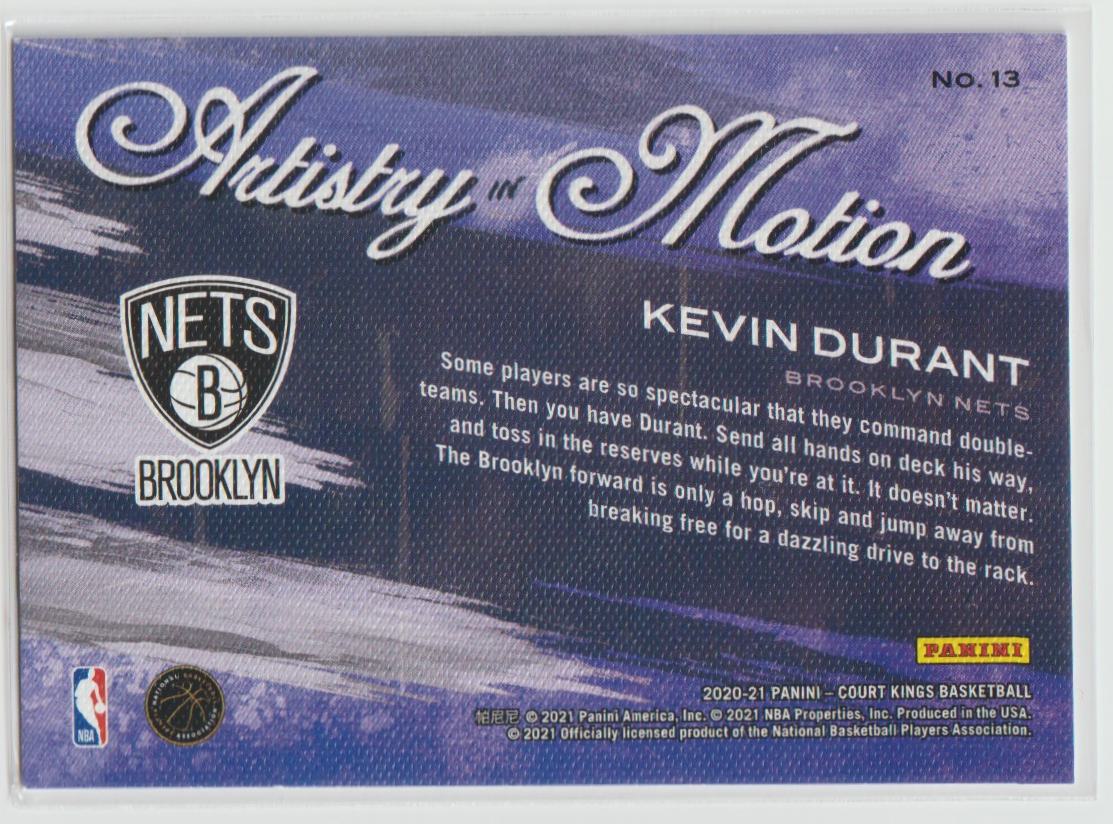 No. 13
Artistry IN Motion
NETS
B
BROOKLYN
KEVIN DURANT
BROOKLYN NETS
Some players are so spectacular that they command double-
teams. Then you have Durant. Send all hands on deck his way,
and toss in the reserves while you're at it. It doesn't matter.
The Brooklyn forward is only a hop, skip and jump away from
breaking free for a dazzling drive to the rack.
PANINI
2020-21 PANINI – COURT KINGS BASKETBALL
帕尼尼 © 2021 Panini America, Inc. © 2021 NBA Properties, Inc. Produced in the USA.
© 2021 Officially licensed product of the National Basketball Players Association.
NBA
NATIONAL BASKETBALL
PLAYERS ASSOCIATION